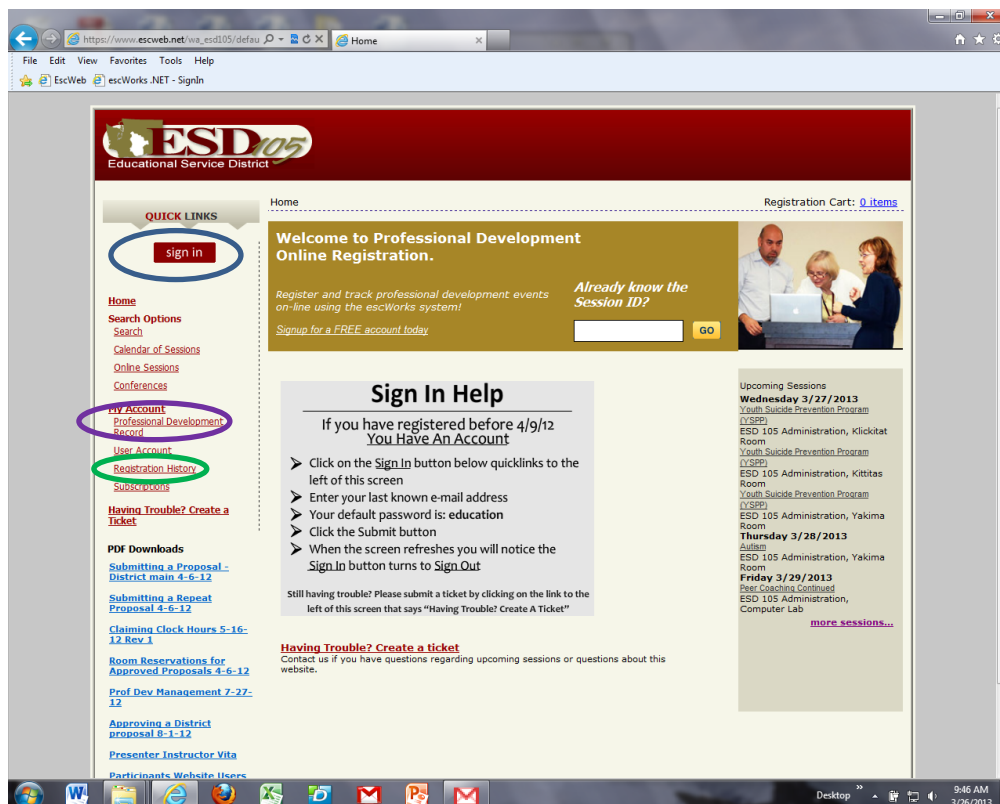 https://www.escweb.net/wa_esd105/defau
Home
File Edit View Favorites Tools Help
EscWeb escWorks .NET - SignIn
ESD 105
Educational Service District
QUICK LINKS
sign in
Home
Search Options
Search
Calendar of Sessions
Online Sessions
Conferences
My Account
Professional Development
Record
User Account
Registration History
Subscriptions
Having Trouble? Create a
Ticket
PDF Downloads
Submitting a Proposal -
District main 4-6-12
Submitting a Repeat
Proposal 4-6-12
Claiming Clock Hours 5-16-
12 Rev 1
Room Reservations for
Approved Proposals 4-6-12
Prof Dev Management 7-27-
12
Approving a District
proposal 8-1-12
Presenter Instructor Vita
Participants Website Users
Home
Registration Cart: 0 items
Welcome to Professional Development
Online Registration.
Register and track professional development events
on-line using the escWorks system!
Signup for a FREE account today
Already know the
Session ID?
GO
Sign In Help
If you have registered before 4/9/12
You Have An Account
Click on the Sign In button below quicklinks to the
left of this screen
Enter your last known e-mail address
Your default password is: education
Click the Submit button
When the screen refreshes you will notice the
Sign In button turns to Sign Out
Still having trouble? Please submit a ticket by clicking on the link to the
left of this screen that says “Having Trouble? Create A Ticket”
Having Trouble? Create a ticket
Contact us if you have questions regarding upcoming sessions or questions about this
website.
Upcoming Sessions
Wednesday 3/27/2013
Youth Suicide Prevention Program
(YSPP)
ESD 105 Administration, Klickitat
Room
Youth Suicide Prevention Program
(YSPP)
ESD 105 Administration, Kittitas
Room
Youth Suicide Prevention Program
(YSPP)
ESD 105 Administration, Yakima
Room
Thursday 3/28/2013
Autism
ESD 105 Administration, Yakima
Room
Friday 3/29/2013
Peer Coaching Continued
ESD 105 Administration,
Computer Lab
more sessions...
Desktop
9:46 AM
3/26/2013